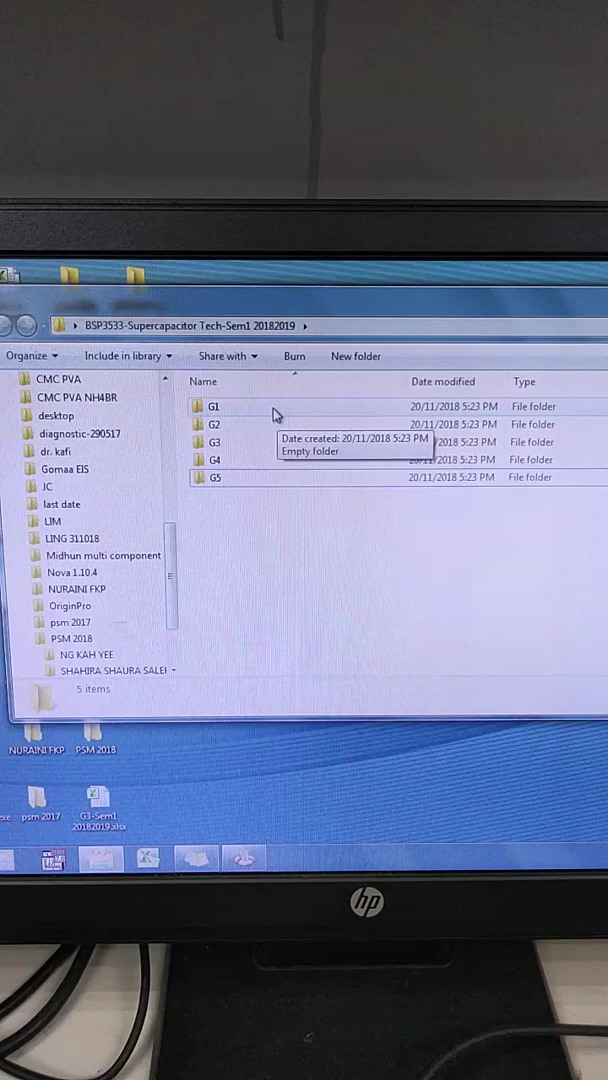 BSP3533-Supercapacitor Tech-Sem1 20182019
Organize Include in library Share with Burn New folder
Name Date modified Type
CMC PVA
CMC PVA NH4BR
desktop
diagnostic-290517
dr. kafi
Gomaa EIS
JC
last date
LIM
LING 311018
Midhun multi component
Nova 1.10.4
NURAINI FKP
OriginPro
psm 2017
PSM 2018
NG KAH YEE
G1 20/11/2018 5:23 PM File folder
G2 20/11/2018 5:23 PM File folder
G3 20/11/2018 5:23 PM File folder
G4 20/11/2018 5:23 PM File folder
G5 20/11/2018 5:23 PM File folder
Date created: 20/11/2018 5:23 PM
Empty folder
SHAHIRA SHAURA SALEI
5 items
NURAINI FKP PSM 2018
psm 2017
G3-Sem1
20182019.xlsx
hp